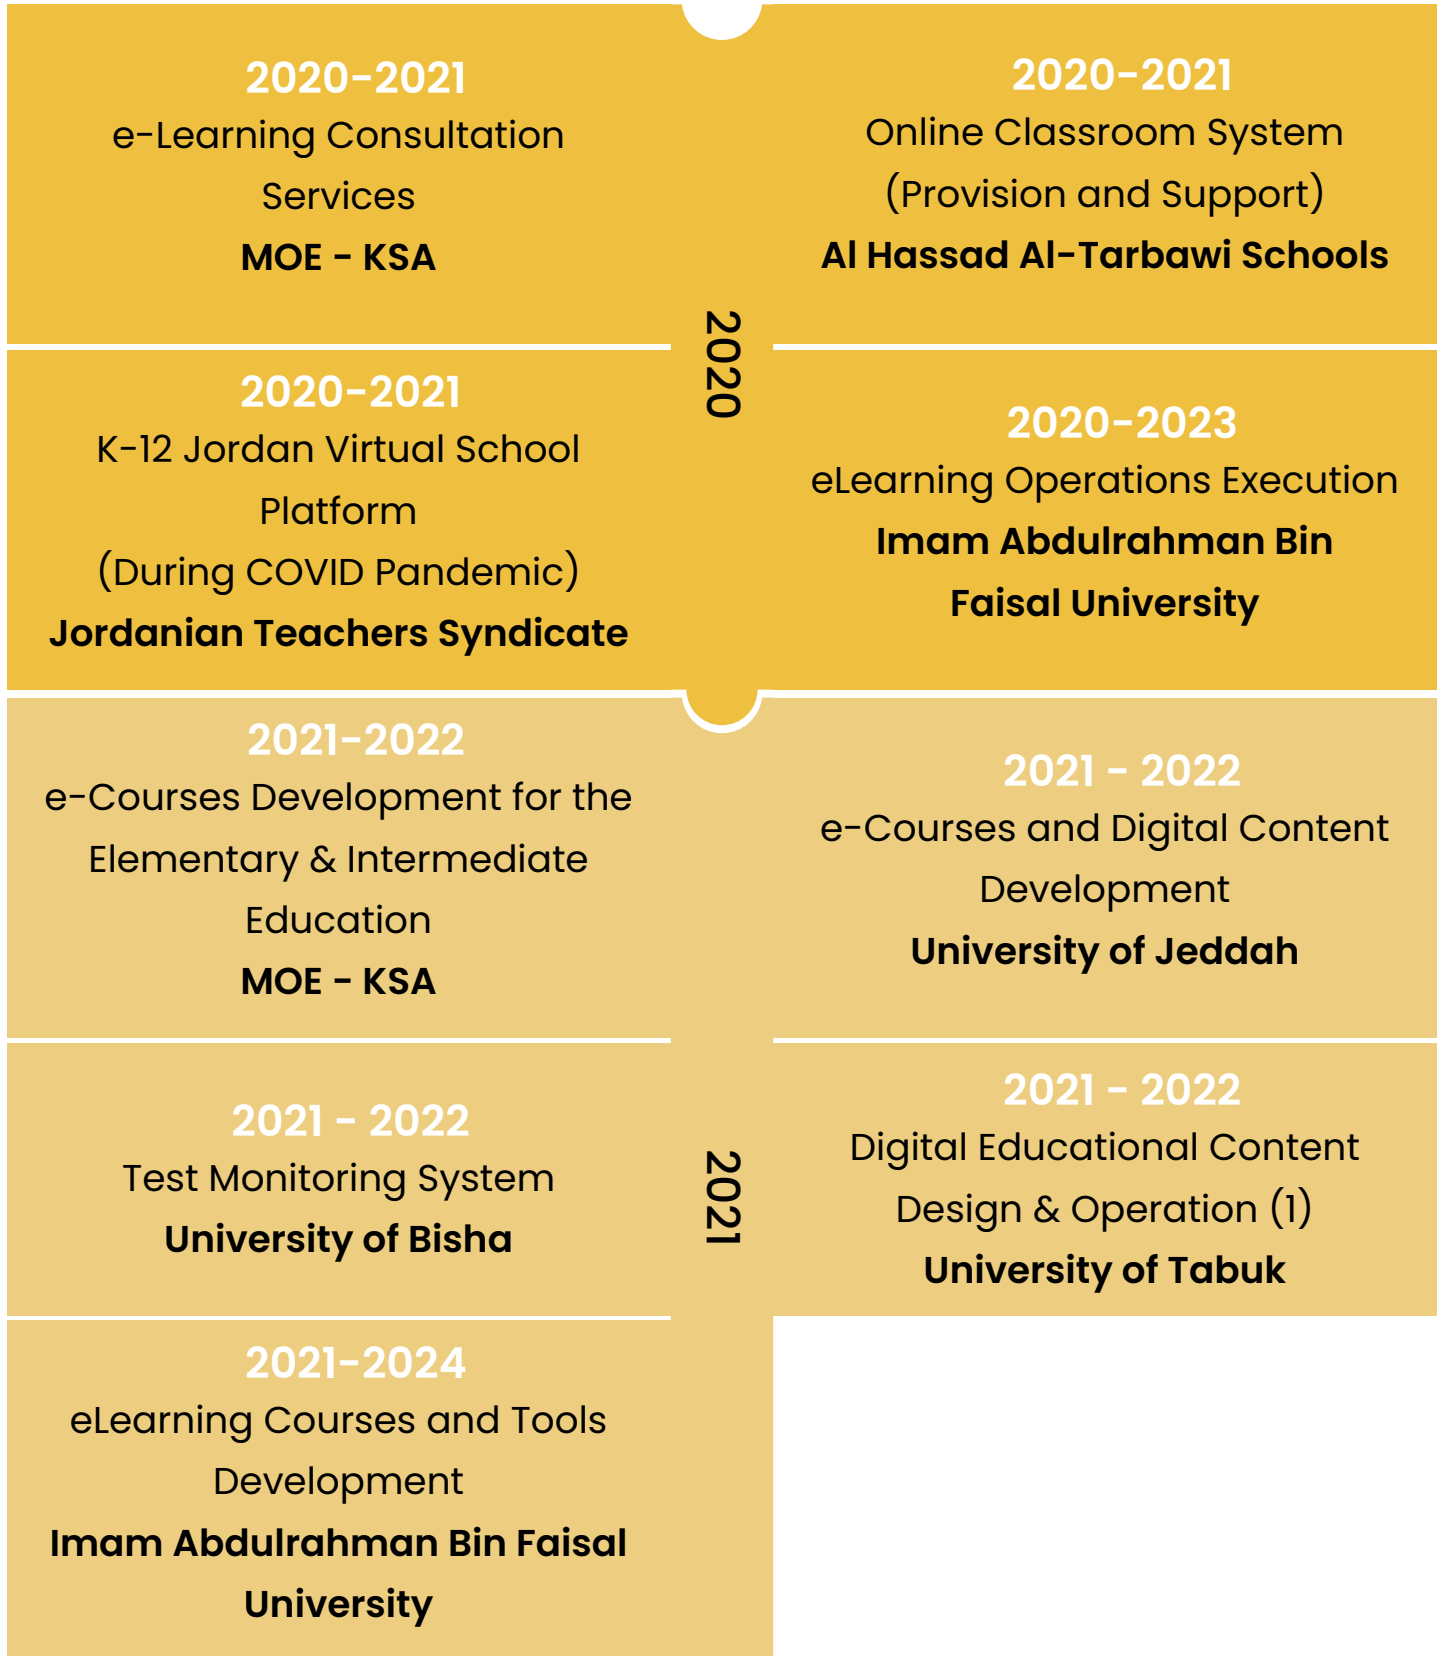 2020-2021
e-Learning Consultation
Services
MOE - KSA
2020-2021
Online Classroom System
(Provision and Support)
Al Hassad Al-Tarbawi Schools
2020
2020-2021
K-12 Jordan Virtual School
Platform
(During COVID Pandemic)
Jordanian Teachers Syndicate
2020-2023
eLearning Operations Execution
Imam Abdulrahman Bin
Faisal University
2021-2022
e-Courses Development for the
Elementary & Intermediate
Education
MOE - KSA
2021 - 2022
e-Courses and Digital Content
Development
University of Jeddah
2021
2021 - 2022
Test Monitoring System
University of Bisha
2021 - 2022
Digital Educational Content
Design & Operation (1)
University of Tabuk
2021-2024
eLearning Courses and Tools
Development
Imam Abdulrahman Bin Faisal
University